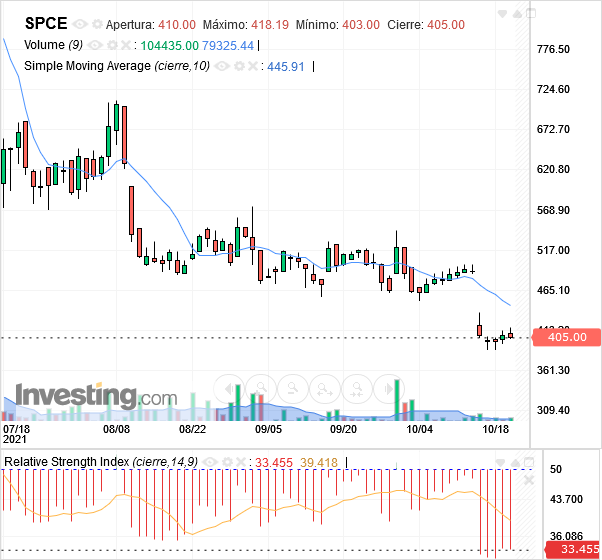 SPCE Apertura: 410.00 Máximo: 418.19 Mínimo: 403.00 Cierre: 405.00
Volume (9) : 104435.00 79325.44
Simple Moving Average (cierre,10) : 445.91
776.50
724.60
672.70
620.80
568.90
517.00
465.10
405.00
361.30
309.40
Investing.com
07/18 08/08 08/22 09/05 09/20 10/04 10/18
2021
Relative Strength Index (cierre,14,9) : 33.455 39.418
50
43.700
36.086
33.455